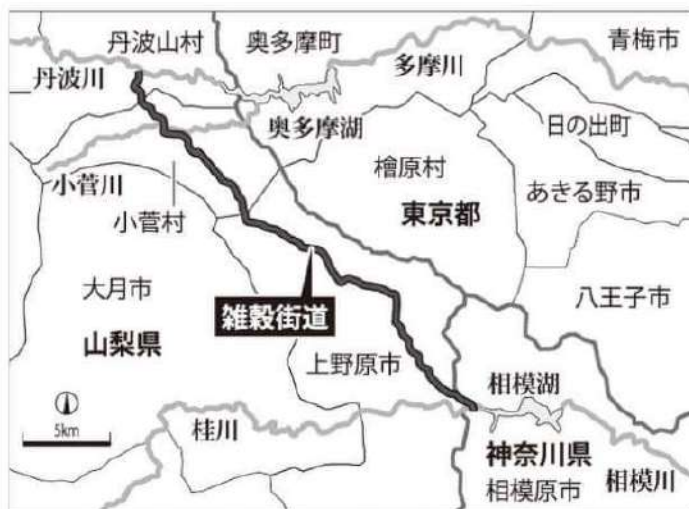 丹波山村
奥多摩町
青梅市
丹波川
多摩川
奥多摩湖
日の出町
檜原村
小菅川
東京都
あきる野市
小菅村
大月市
八王子市
雑穀街道
山梨県
上野原市
相模湖
5km
桂川
神奈川県
相模川
相模原市